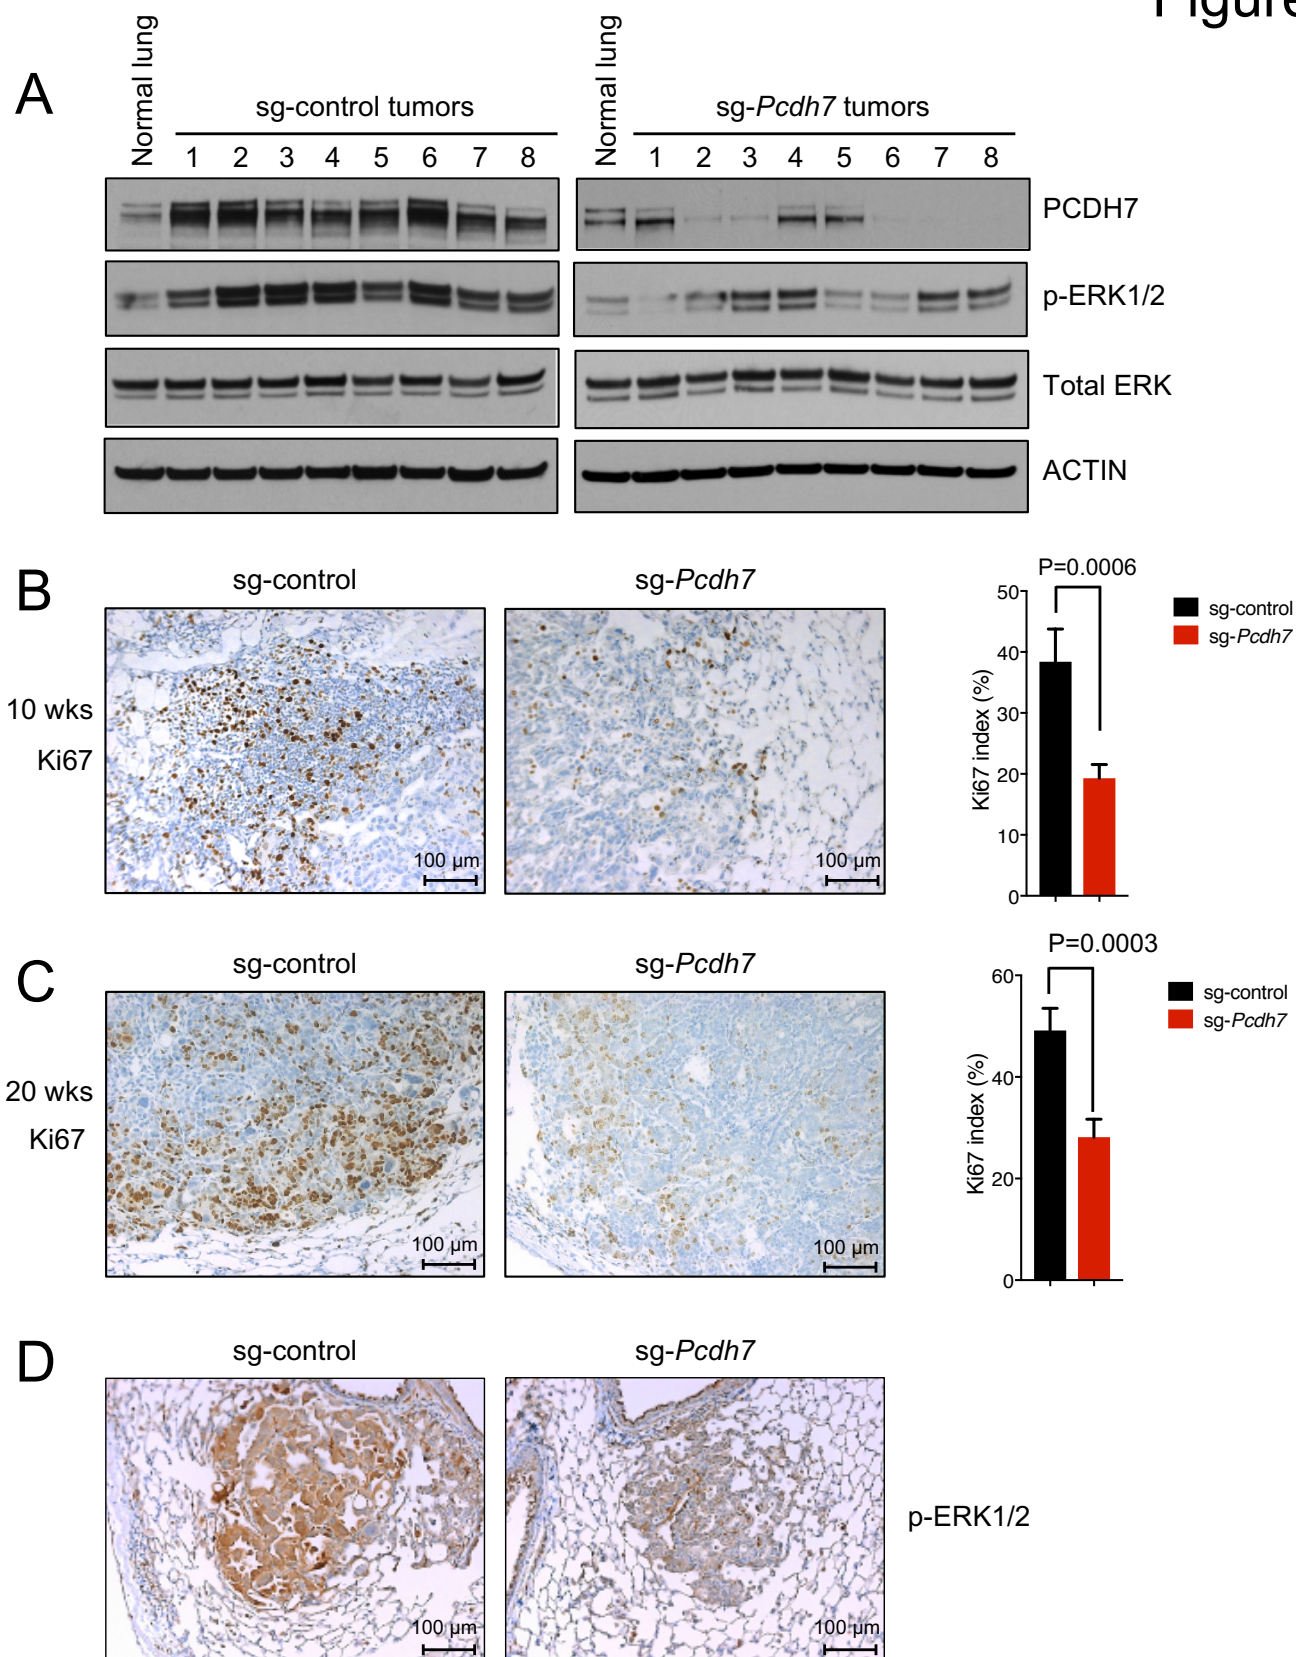 Figure
A
Normal lung
sg-control tumors
1 2 3 4 5 6 7 8
Normal lung
sg-Pcdh7 tumors
1 2 3 4 5 6 7 8
PCDH7
p-ERK1/2
Total ERK
ACTIN
B
sg-control
sg-Pcdh7
10 wks
Ki67
100 µm
100 µm
P=0.0006
Ki67 index (%)
50
40
30
20
10
0
sg-control
sg-Pcdh7
C
sg-control
sg-Pcdh7
20 wks
Ki67
100 µm
100 µm
P=0.0003
Ki67 index (%)
60
40
20
0
sg-control
sg-Pcdh7
D
sg-control
sg-Pcdh7
100 µm
100 µm
p-ERK1/2